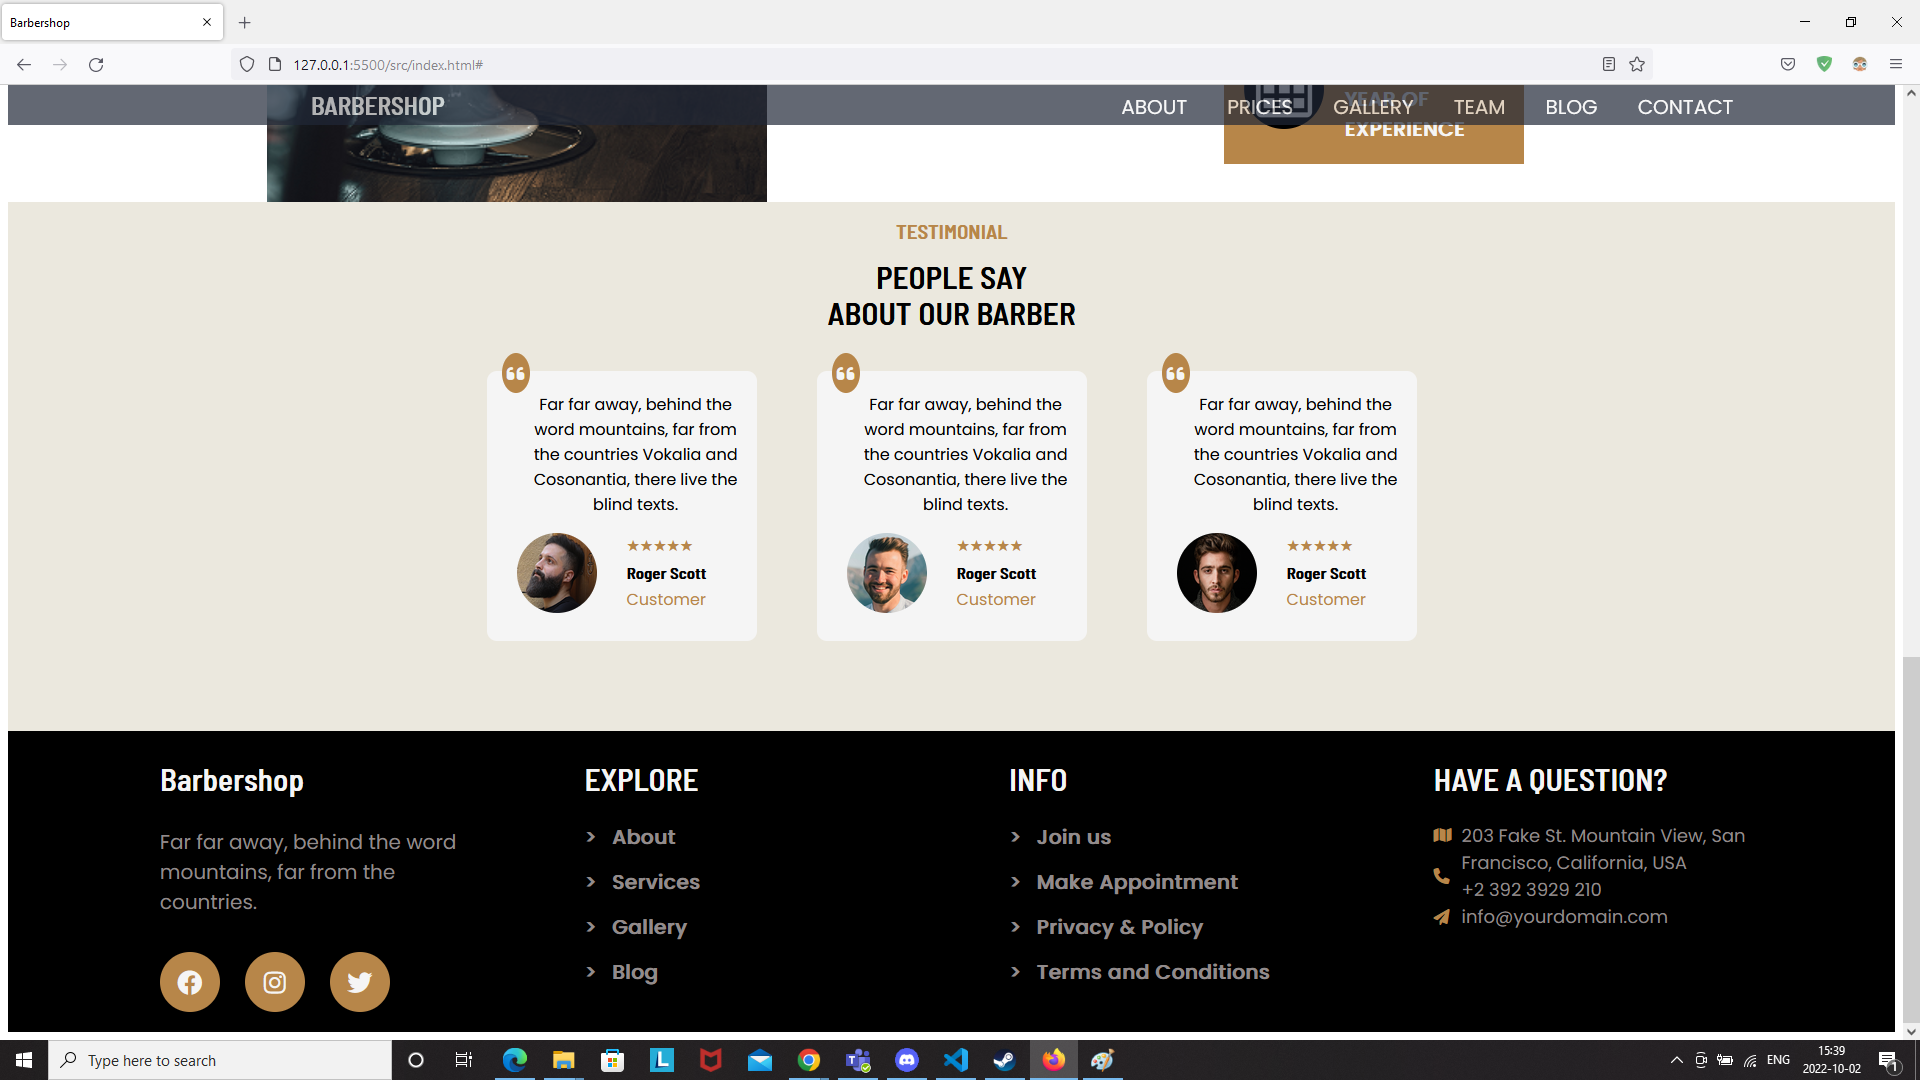 Barbershop
127.0.0.1:5500/src/index.html#
BARBERSHOP
ABOUT PRICES GALLERY TEAM BLOG CONTACT
YEAR OF
EXPERIENCE
TESTIMONIAL
PEOPLE SAY
ABOUT OUR BARBER
Far far away, behind the
word mountains, far from
the countries Vokalia and
Cosonantia, there live the
blind texts.
★★★★★
Roger Scott
Customer
Far far away, behind the
word mountains, far from
the countries Vokalia and
Cosonantia, there live the
blind texts.
★★★★★
Roger Scott
Customer
Far far away, behind the
word mountains, far from
the countries Vokalia and
Cosonantia, there live the
blind texts.
★★★★★
Roger Scott
Customer
Barbershop
Far far away, behind the word
mountains, far from the
countries.
EXPLORE
> About
> Services
> Gallery
> Blog
INFO
> Join us
> Make Appointment
> Privacy & Policy
> Terms and Conditions
HAVE A QUESTION?
203 Fake St. Mountain View, San
Francisco, California, USA
+2 392 3929 210
info@yourdomain.com
Type here to search
L
ENG
15:39
2022-10-02
1